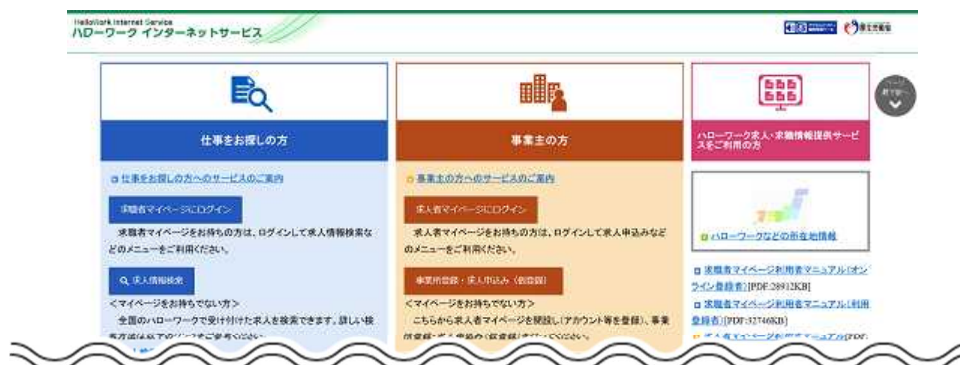 HelloWork Internet Service
ハローワーク インターネットサービス
厚生労働省
仕事をお探しの方
仕事をお探しの方へのサービスのご案内
求職者マイページにログイン
求職者マイページをお持ちの方は、ログインして求人情報検索な
どのメニューをご利用ください。
求人情報検索
＜マイページをお持ちでない方＞
全国のハローワークで受け付けた求人を検索できます。詳しい検
事業主の方
事業主の方へのサービスのご案内
求人者マイページにログイン
求人者マイページをお持ちの方は、ログインして求人申込みなど
のメニューをご利用ください。
事業所登録・求人申込み（仮登録）
＜マイページをお持ちでない方＞
こちらから求人者マイページを開設し（アカウント等を登録）、事業
ハローワーク求人・求職情報提供サービ
スをご利用の方
ハローワークなどの所在地情報
求職者マイページ利用者マニュアル（オン
ライン登録者）[PDF:28912KB]
求職者マイページ利用者マニュアル（利用
登録者）[PDF:32746KB]